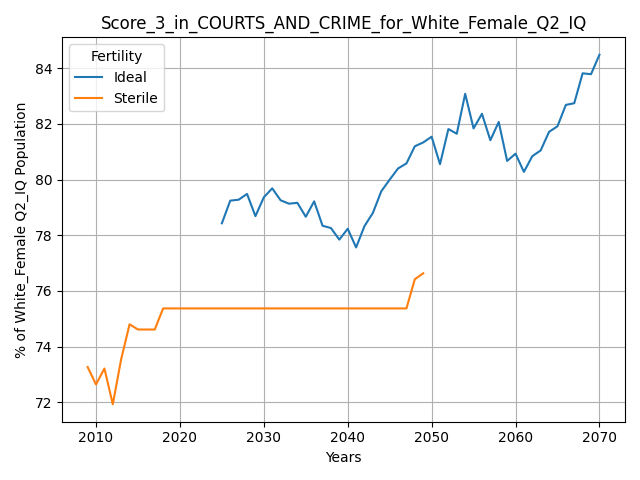 Score_3_in_COURTS_AND_CRIME_for_White_Female_Q2_IQ
Fertility
Ideal
Sterile
% of White_Female Q2_IQ Population
84
82
80
78
76
74
72
2010
2020
2030
2040
2050
2060
2070
Years